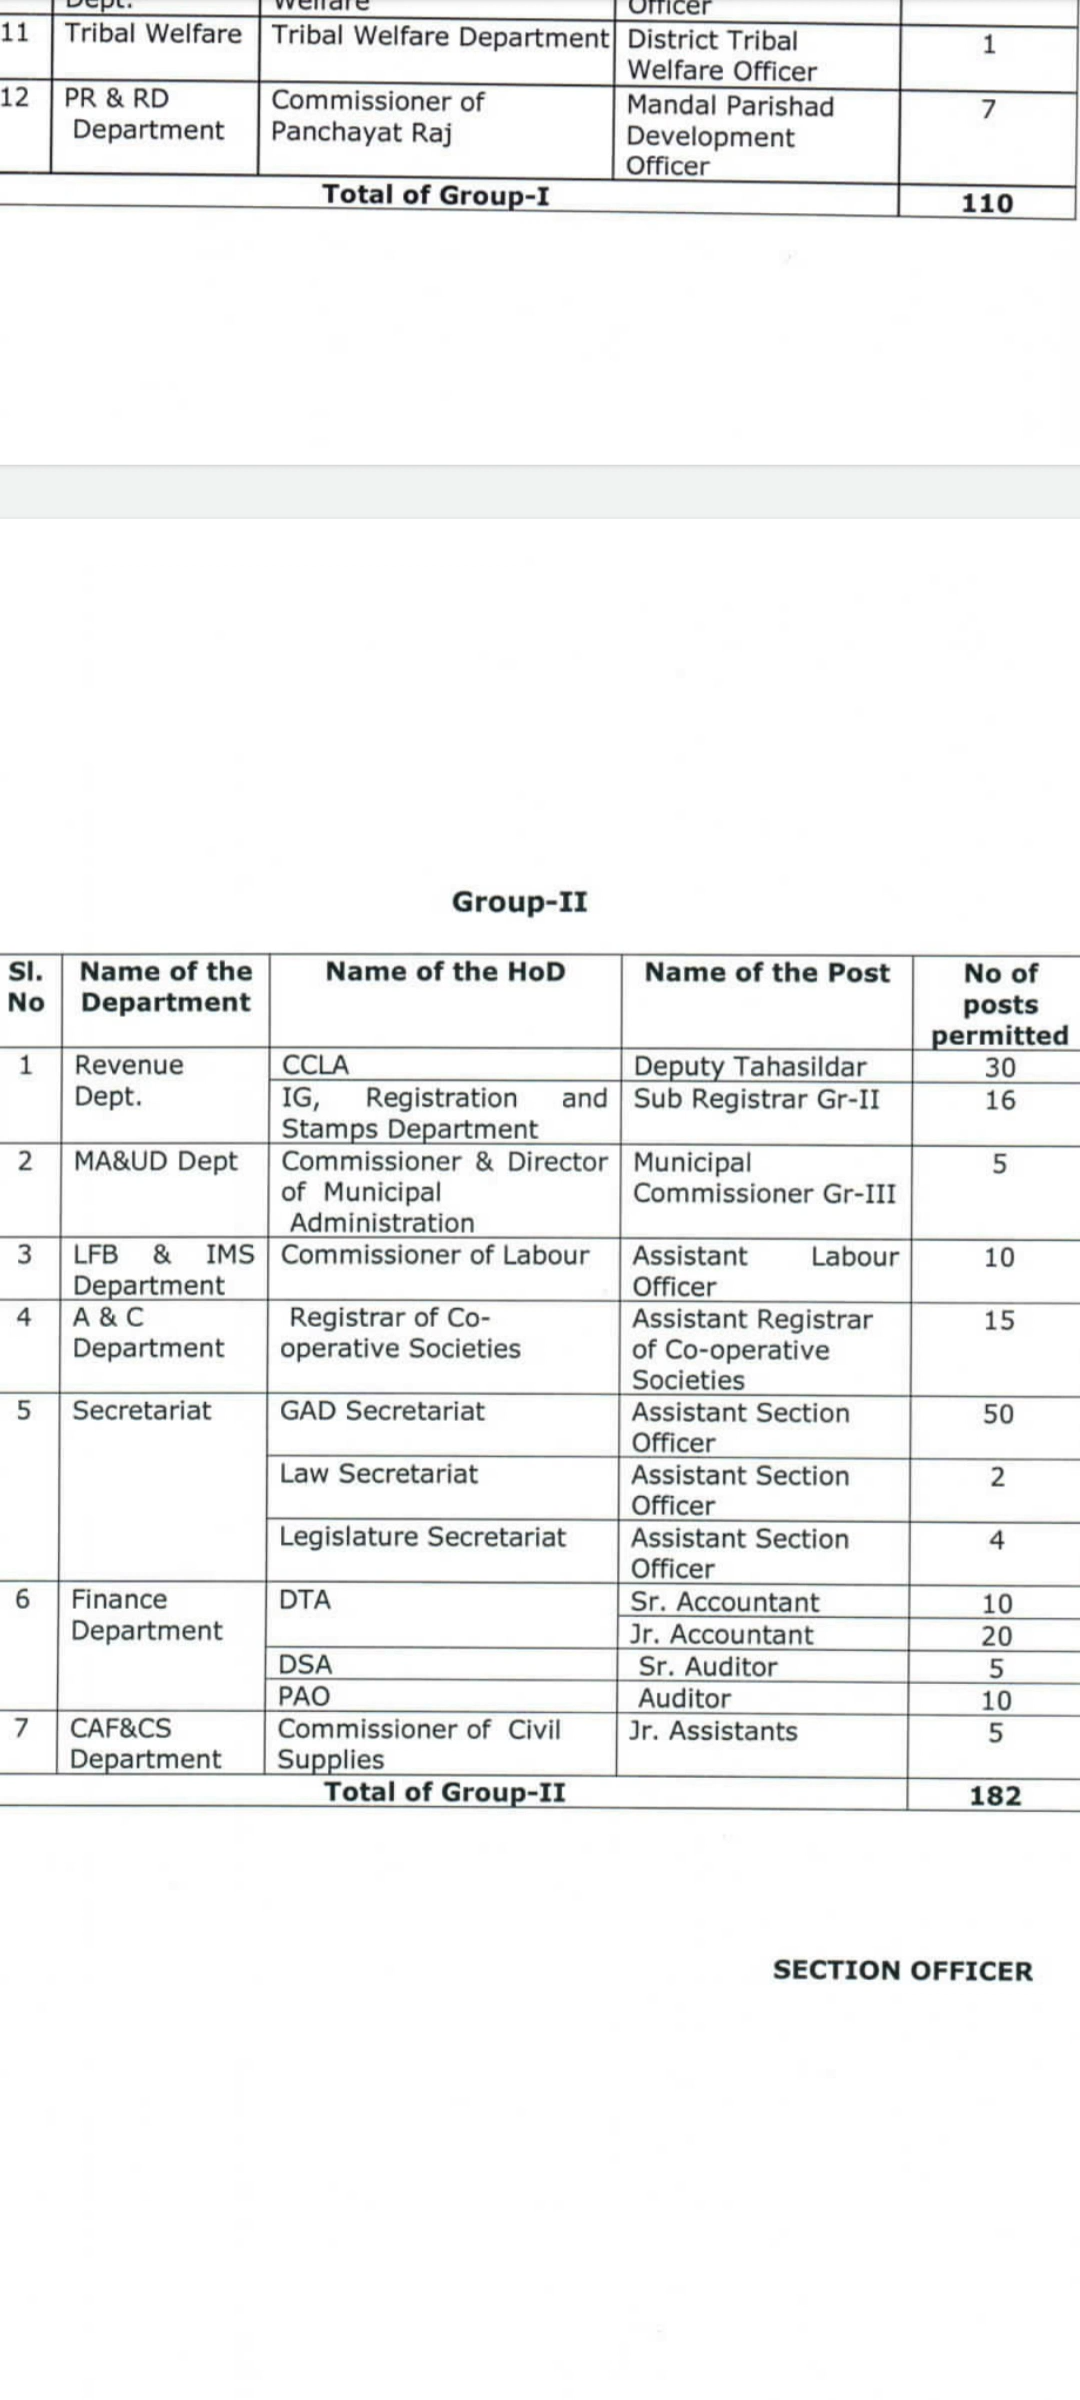 Dept. Welfare Officer
11 Tribal Welfare Tribal Welfare Department District Tribal 1
Welfare Officer
12 PR & RD Commissioner of Mandal Parishad 7
Department Panchayat Raj Development
Officer
Total of Group-I 110
Group-II
Sl. Name of the Name of the HoD Name of the Post No of
No Department posts
permitted
1 Revenue CCLA Deputy Tahasildar 30
Dept. IG, Registration and Sub Registrar Gr-II 16
Stamps Department
2 MA&UD Dept Commissioner & Director Municipal 5
of Municipal Commissioner Gr-III
Administration
3 LFB & IMS Commissioner of Labour Assistant Labour 10
Department Officer
4 A & C Registrar of Co- Assistant Registrar 15
Department operative Societies of Co-operative
Societies
5 Secretariat GAD Secretariat Assistant Section 50
Officer
Law Secretariat Assistant Section 2
Officer
Legislature Secretariat Assistant Section 4
Officer
6 Finance DTA Sr. Accountant 10
Department Jr. Accountant 20
DSA Sr. Auditor 5
PAO Auditor 10
7 CAF&CS Commissioner of Civil Jr. Assistants 5
Department Supplies
Total of Group-II 182
SECTION OFFICER